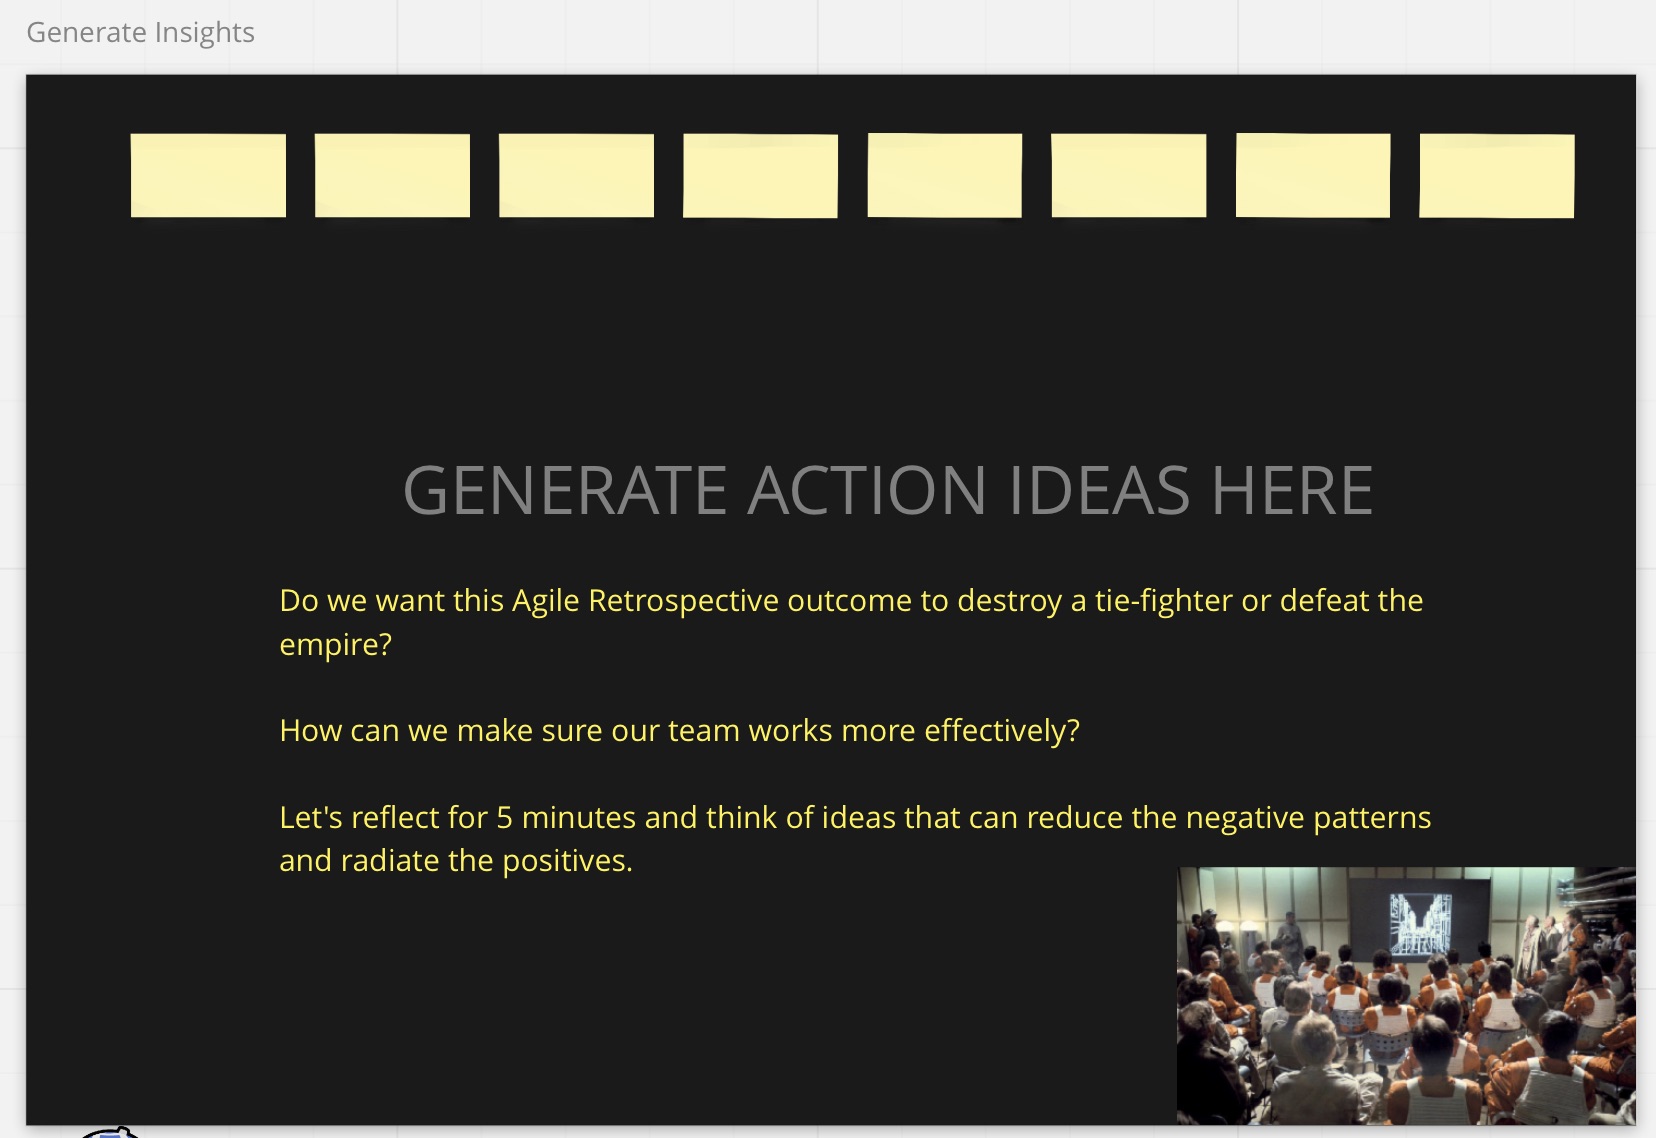 Generate Insights
GENERATE ACTION IDEAS HERE
Do we want this Agile Retrospective outcome to destroy a tie-fighter or defeat the
empire?
How can we make sure our team works more effectively?
Let's reflect for 5 minutes and think of ideas that can reduce the negative patterns
and radiate the positives.